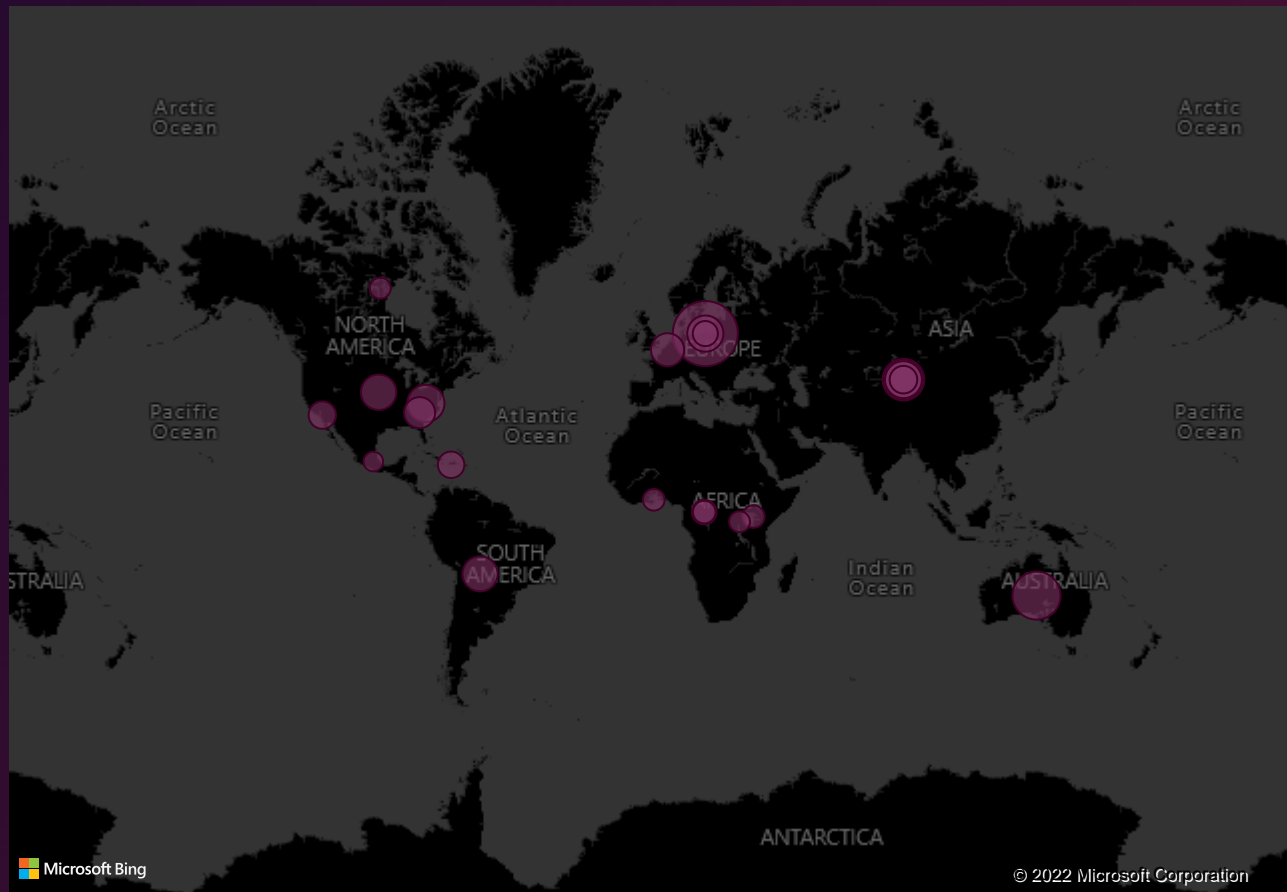 Arctic
Ocean
Arctic
Ocean
NORTH
AMERICA
ASIA
EUROPE
Pacific
Ocean
Atlantic
Ocean
Pacific
Ocean
AFRICA
SOUTH
AMERICA
Indian
Ocean
STRALIA
AUSTRALIA
ANTARCTICA
Microsoft Bing
© 2022 Microsoft Corporation